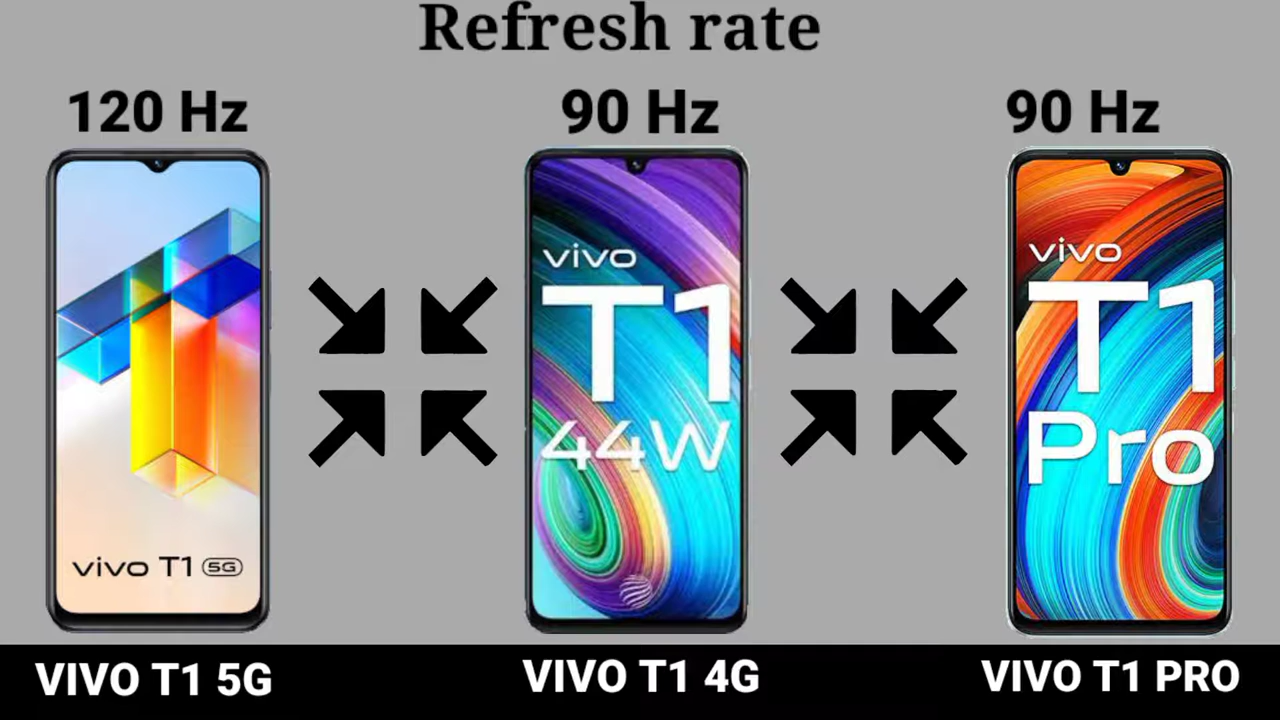 Refresh rate
120 Hz
90 Hz
90 Hz
vivo T1 5G
vivo
T1
44W
vivo
T1
Pro
VIVO T1 5G
VIVO T1 4G
VIVO T1 PRO